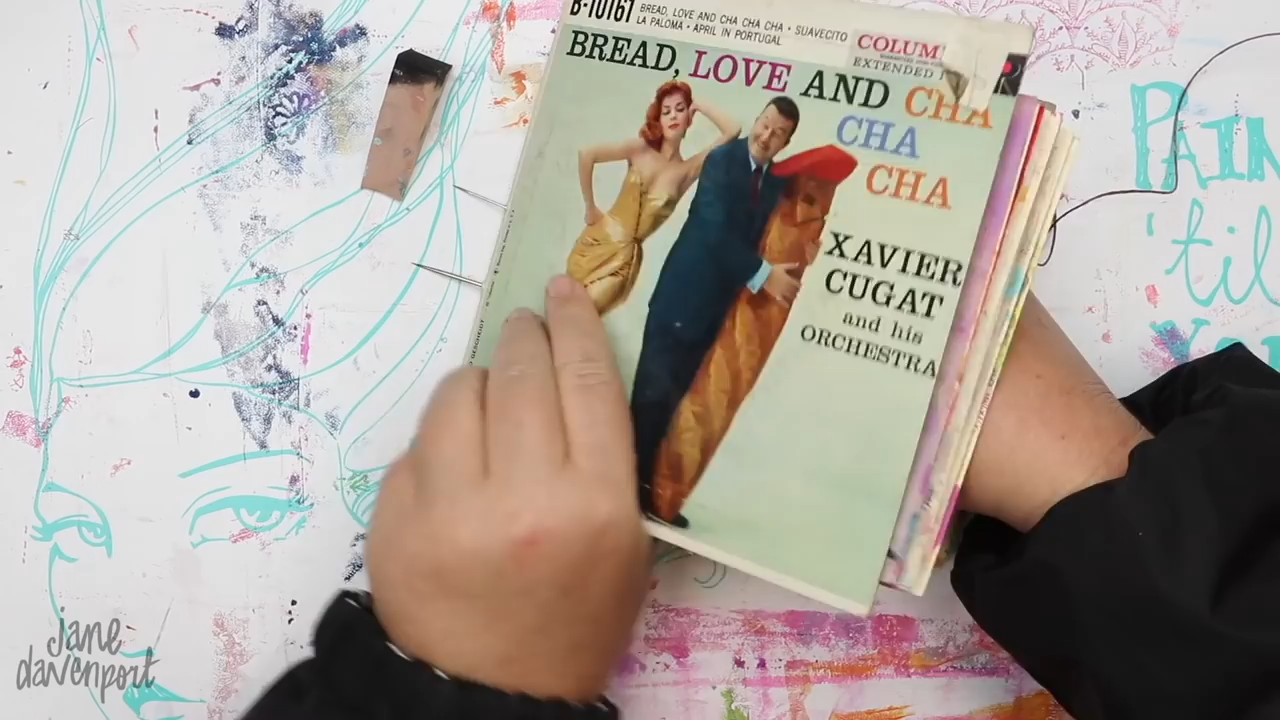 B-10161 BREAD, LOVE AND CHA CHA CHA • SUAVECITO
LA PALOMA • APRIL IN PORTUGAL
COLUM
EXTENDED
BREAD, LOVE AND CHA
CHA
CHA
XAVIER
CUGAT
and his
ORCHESTRA
PAIN
'til
jane
davenport